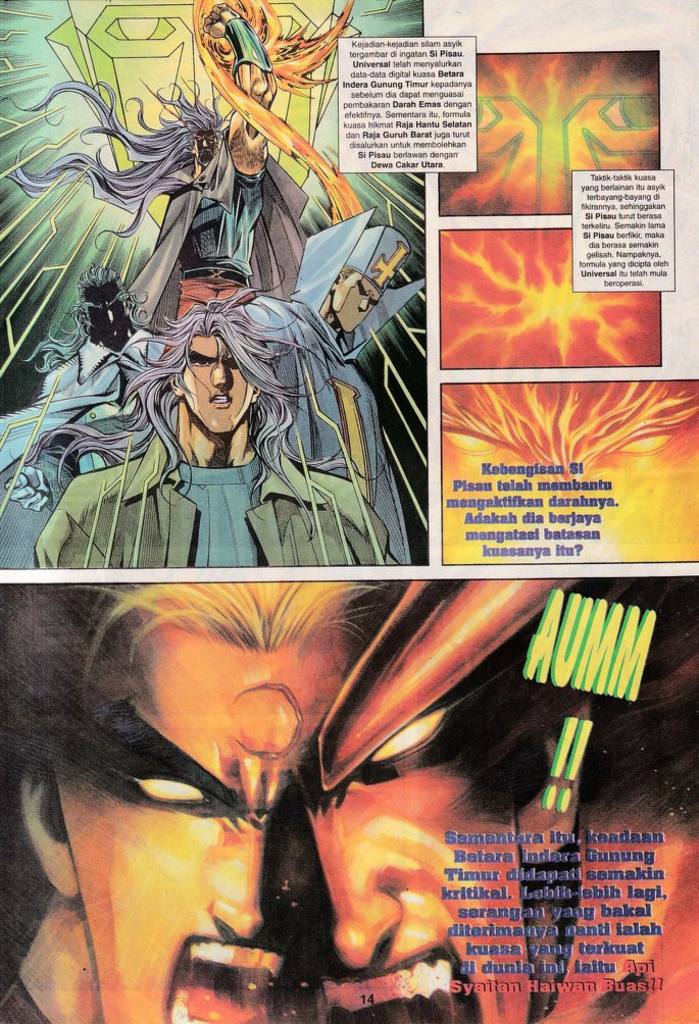 Kejadian-kejadian silam asyik
tergambar di ingatan Si Pisau.
Universal telah menyalurkan
data-data digital kuasa Betara
Indera Gunung Timur kepadanya
sebelum dia dapat menguasai
pembakaran Darah Emas dengan
efektifnya. Sementara itu, formula
kuasa hikmat Raja Hantu Selatan
dan Raja Guruh Barat juga turut
disalurkan untuk membolehkan
Si Pisau berlawan dengan
Dewa Cakar Utara.
Taktik-taktik kuasa
yang berlainan itu asyik
terbayang-bayang di
fikirannya, sehinggakan
Si Pisau turut berasa
terkeliru. Semakin lama
Si Pisau berfikir, maka
dia berasa semakin
gelisah. Nampaknya,
formula yang dicipta oleh
Universal itu telah mula
beroperasi.
Kebengisan Si
Pisau telah membantu
mengaktifkan darahnya.
Adakah dia berjaya
mengatasi batasan
kuasanya itu?
AUMM
!!
Sementara itu, keadaan
Betara Indera Gunung
Timur didapati semakin
kritikal. Lebih-lebih lagi,
serangan yang bakal
diterimanya nanti ialah
kuasa yang terkuat
di dunia ini, iaitu Api
Syaitan Haiwan Buas!!
14